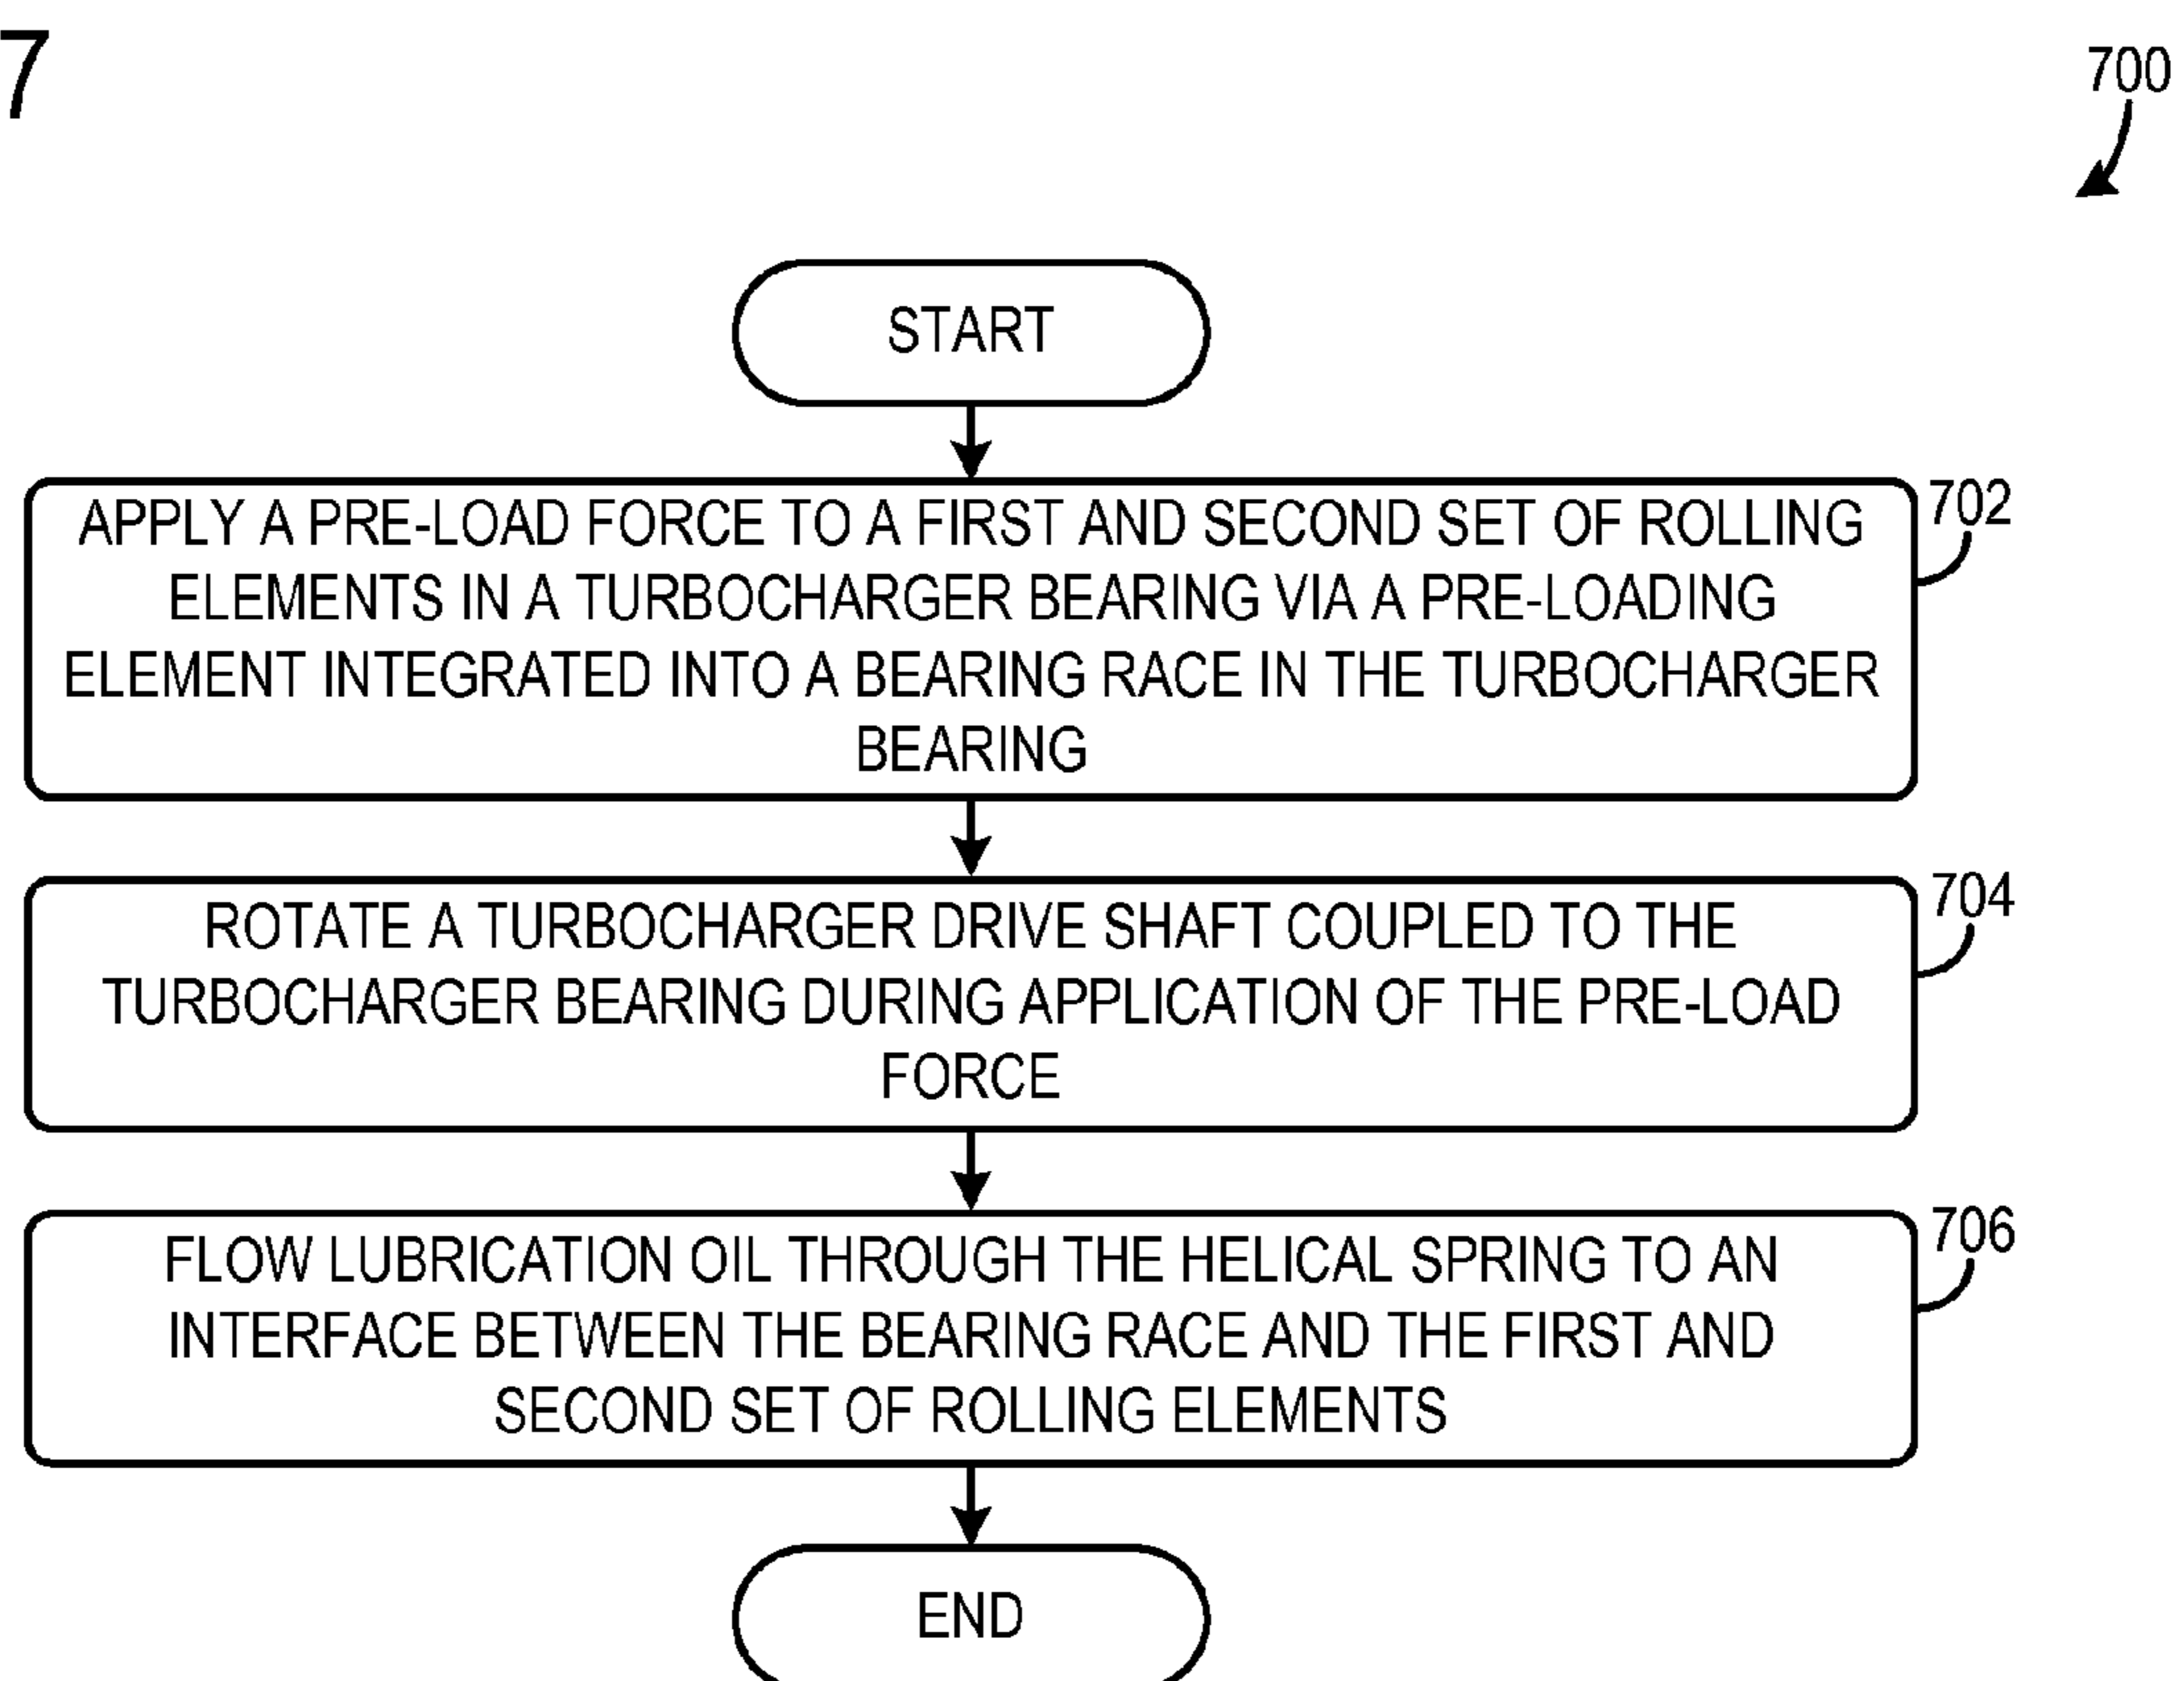 7
700
START
APPLY A PRE-LOAD FORCE TO A FIRST AND SECOND SET OF ROLLING
ELEMENTS IN A TURBOCHARGER BEARING VIA A PRE-LOADING
ELEMENT INTEGRATED INTO A BEARING RACE IN THE TURBOCHARGER
BEARING
702
ROTATE A TURBOCHARGER DRIVE SHAFT COUPLED TO THE
TURBOCHARGER BEARING DURING APPLICATION OF THE PRE-LOAD
FORCE
704
FLOW LUBRICATION OIL THROUGH THE HELICAL SPRING TO AN
INTERFACE BETWEEN THE BEARING RACE AND THE FIRST AND
SECOND SET OF ROLLING ELEMENTS
706
END